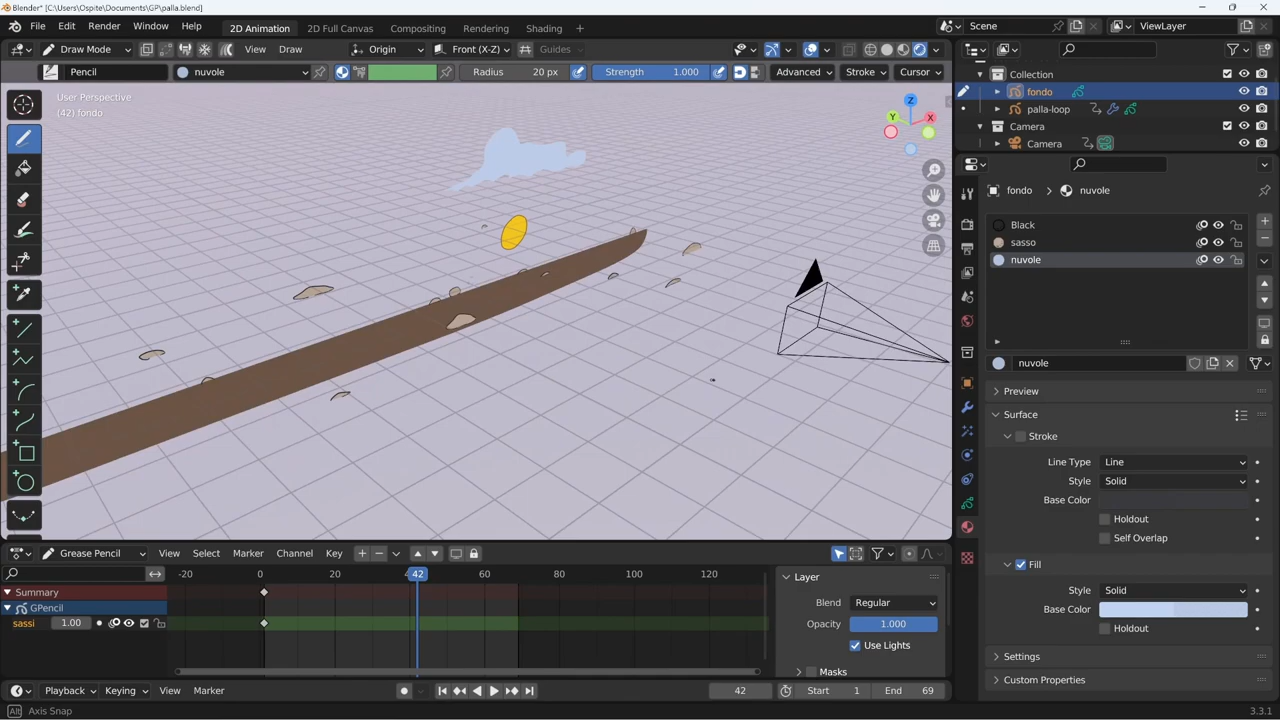 Blender* [C:\Users\Ospite\Documents\GP\palla.blend]
File Edit Render Window Help 2D Animation 2D Full Canvas Compositing Rendering Shading + Scene ViewLayer
Draw Mode View Draw Origin Front (X-Z) Guides
Pencil nuvole Radius 20 px Strength 1.000 Advanced Stroke Cursor
User Perspective
(42) fondo
Z
Y
X
Collection
fondo
palla-loop
Camera
Camera
fondo > nuvole
Black
sasso
nuvole
nuvole
Preview
Surface
Stroke
Line Type Line
Style Solid
Base Color
Holdout
Self Overlap
Fill
Style Solid
Base Color
Holdout
Settings
Custom Properties
Grease Pencil View Select Marker Channel Key
-20 0 20 42 60 80 100 120
Summary
GPencil
sassi 1.00
Layer
Blend Regular
Opacity 1.000
Use Lights
Masks
Playback Keying View Marker 42 Start 1 End 69
Alt Axis Snap 3.3.1